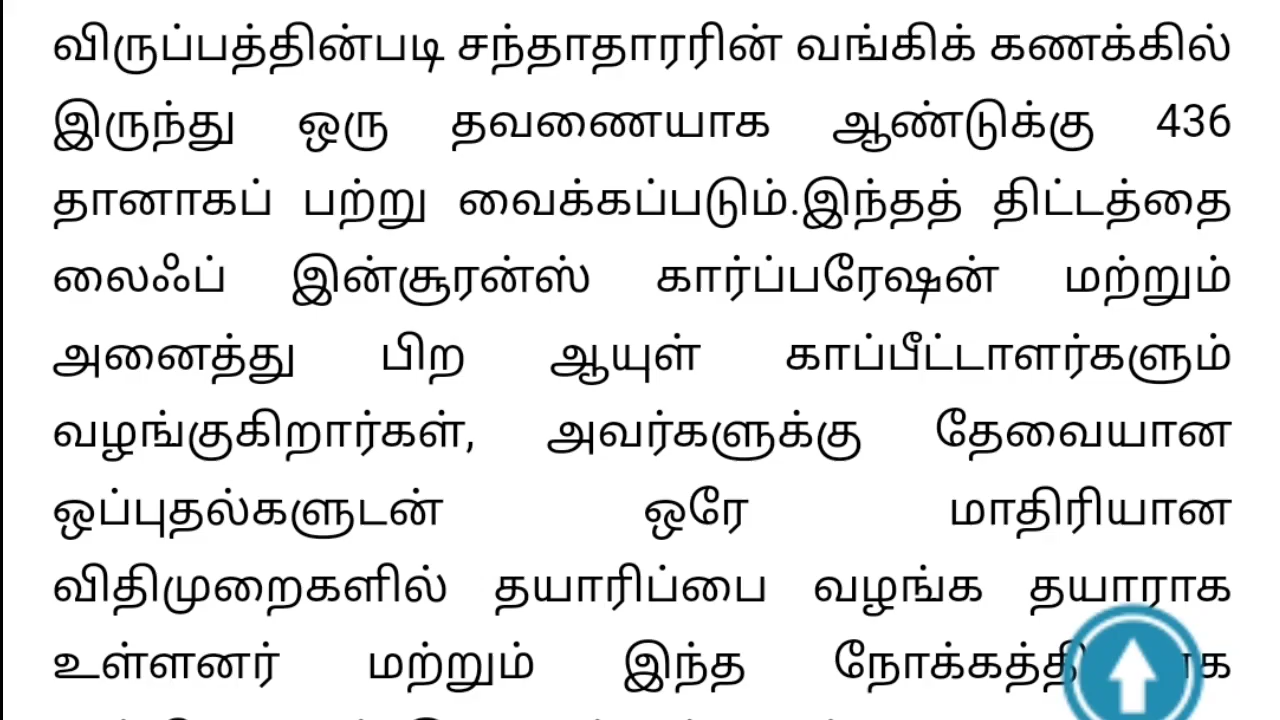 விருப்பத்தின்படி சந்தாதாரரின் வங்கிக் கணக்கில்
இருந்து ஒரு தவணையாக ஆண்டுக்கு 436
தானாகப் பற்று வைக்கப்படும்.இந்தத் திட்டத்தை
லைஃப் இன்சூரன்ஸ் கார்ப்பரேஷன் மற்றும்
அனைத்து பிற ஆயுள் காப்பீட்டாளர்களும்
வழங்குகிறார்கள், அவர்களுக்கு தேவையான
ஒப்புதல்களுடன் ஒரே மாதிரியான
விதிமுறைகளில் தயாரிப்பை வழங்க தயாராக
உள்ளனர் மற்றும் இந்த